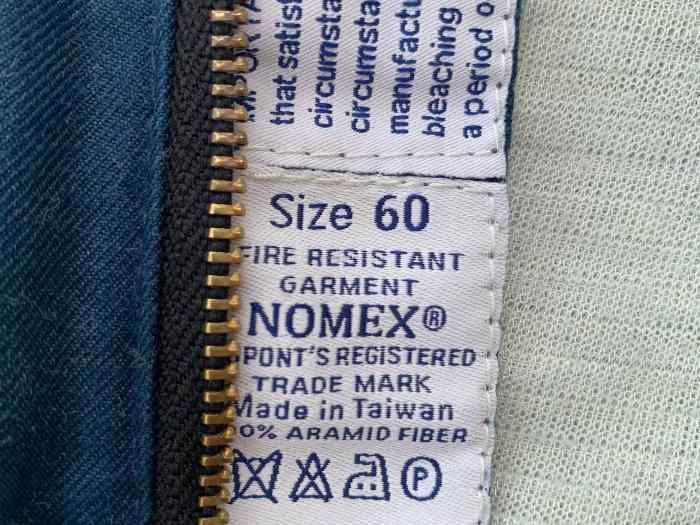 that satis
circumsta
circumsta
manufactu
bleaching
a period o
Size 60
FIRE RESISTANT
GARMENT
NOMEX®
PONT'S REGISTERED
TRADE MARK
Made in Taiwan
0% ARAMID FIBER
P